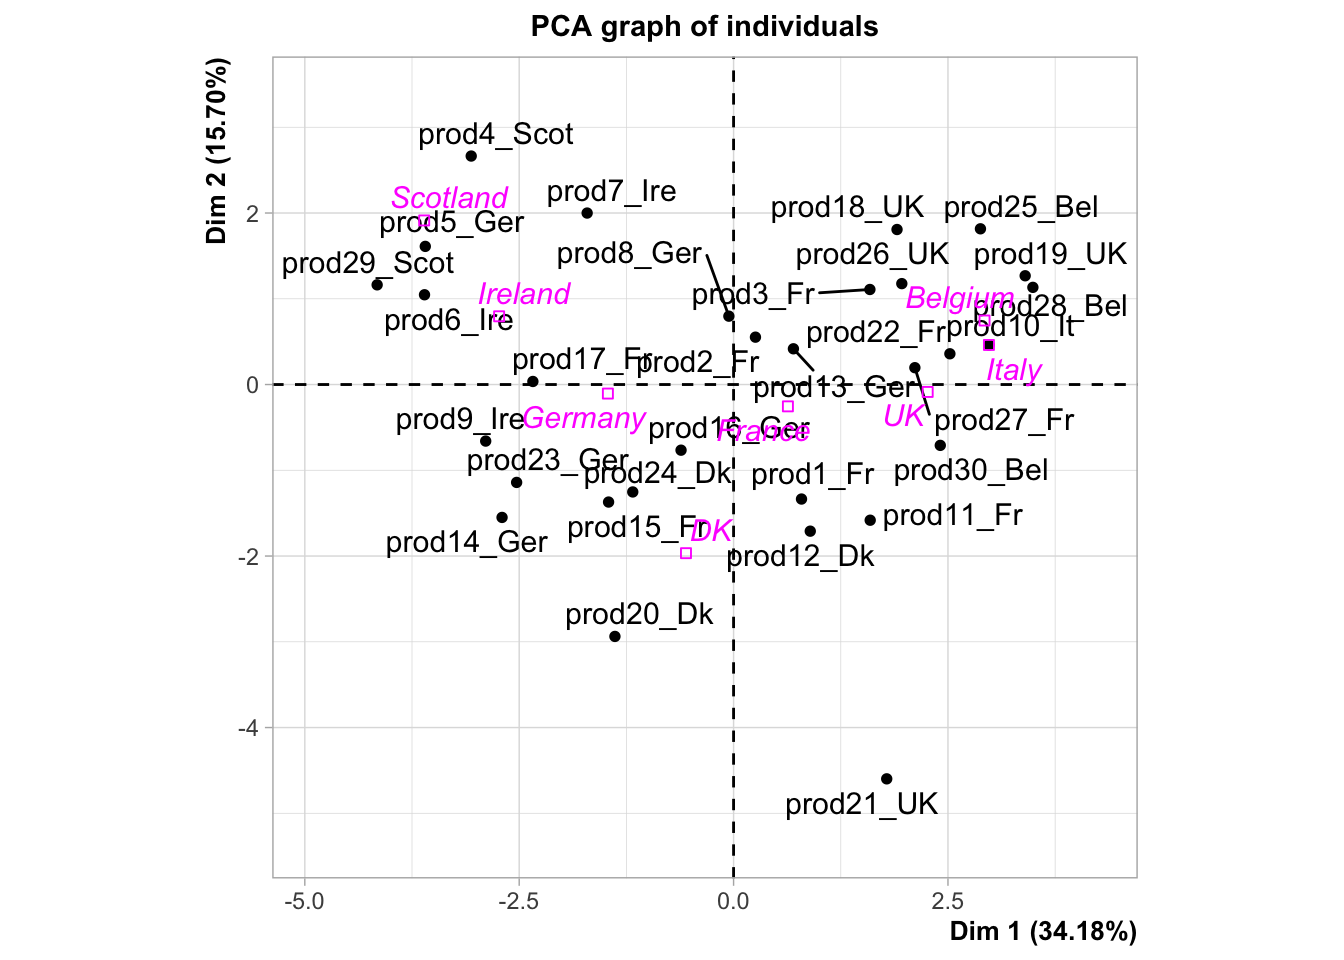 PCA graph of individuals
Dim 2 (15.70%)
prod4_Scot
Scotland
prod7_Ire
prod5_Ger
prod18_UK
prod25_Bel
prod8_Ger
prod26_UK
prod19_UK
prod29_Scot
prod3_Fr
Ireland
Belgium
prod28_Bel
prod6_Ire
prod22_Fr
prod10_It
prod17_Fr
prod2_Fr
Italy
prod13_Ger
prod9_Ire
Germany
UK
prod27_Fr
prod16_Ger
France
prod23_Ger
prod24_Dk
prod1_Fr
prod30_Bel
prod15_Fr
DK
prod11_Fr
prod14_Ger
prod12_Dk
prod20_Dk
prod21_UK
2
0
-2
-4
-5.0
-2.5
0.0
2.5
Dim 1 (34.18%)